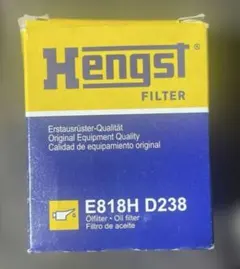 Hengst®
FILTER
Erstausrüster-Qualität
Original Equipment Quality
Calidad de equipamiento original
E818H D238
Ölfilter - Oil filter
Filtro de aceite